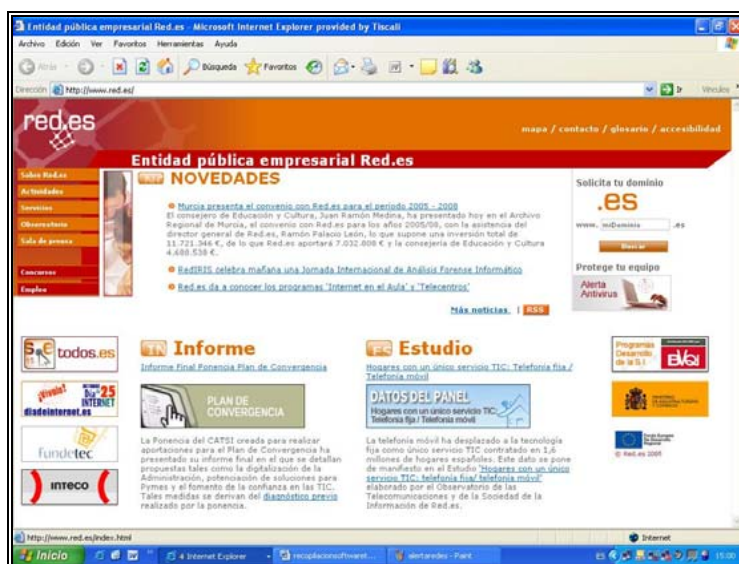 Entidad pública empresarial Red.es - Microsoft Internet Explorer provided by Tiscali
Archivo Edición Ver Favoritos Herramientas Ayuda
Atrás Búsqueda Favoritos
Dirección http://www.red.es/ Ir Vínculos
red.es
mapa / contacto / glosario / accesibilidad
Entidad pública empresarial Red.es
Sobre Red.es
Actividades
Servicios
Observatorio
Sala de prensa
Concursos
Empleo
NOVEDADES
Murcia presenta el convenio con Red.es para el periodo 2005 - 2008
El consejero de Educación y Cultura, Juan Ramón Medina, ha presentado hoy en el Archivo
Regional de Murcia, el convenio con Red.es para los años 2005/08, con la asistencia del
director general de Red.es, Ramón Palacio León, lo que supone una inversión total de
11.721.346 €, de lo que Red.es aportará 7.032.808 € y la consejería de Educación y Cultura
4.688.538 €.
RedIRIS celebra mañana una Jornada Internacional de Análisis Forense Informático
Red.es da a conocer los programas 'Internet en el Aula' y 'Telecentros'
Más noticias | RSS
Solicita tu dominio
.es
www. miDominio .es
Buscar
Protege tu equipo
Alerta
Antivirus
todos.es
¡Vívelo! Día 25
INTERNET
diadeinternet.es
fundetec
INTECO
Informe
Informe Final Ponencia Plan de Convergencia
PLAN DE
CONVERGENCIA
La Ponencia del CATSI creada para realizar
aportaciones para el Plan de Convergencia ha
presentado su informe final en el que se detallan
propuestas tales como la digitalización de la
Administración, potenciación de soluciones para
Pymes y el fomento de la confianza en las TIC.
Tales medidas se derivan del diagnóstico previo
realizado por la ponencia.
Estudio
Hogares con un único servicio TIC: Telefonía fija /
Telefonía móvil
DATOS DEL PANEL
Hogares con un único servicio TIC:
Telefonía fija / Telefonía móvil
La telefonía móvil ha desplazado a la tecnología
fija como único servicio TIC contratado en 1,6
millones de hogares españoles. Este dato se pone
de manifiesto en el Estudio "Hogares con un único
servicio TIC: telefonía fija/ telefonía móvil"
elaborado por el Observatorio de las
Telecomunicaciones y de la Sociedad de la
Información de Red.es.
Programas
Desarrollo
de la S.I.
© Red.es 2005
http://www.red.es/index.html Internet
Inicio 4 Internet Explorer recopilacionsoftwaret... alertaredes - Paint 15:00